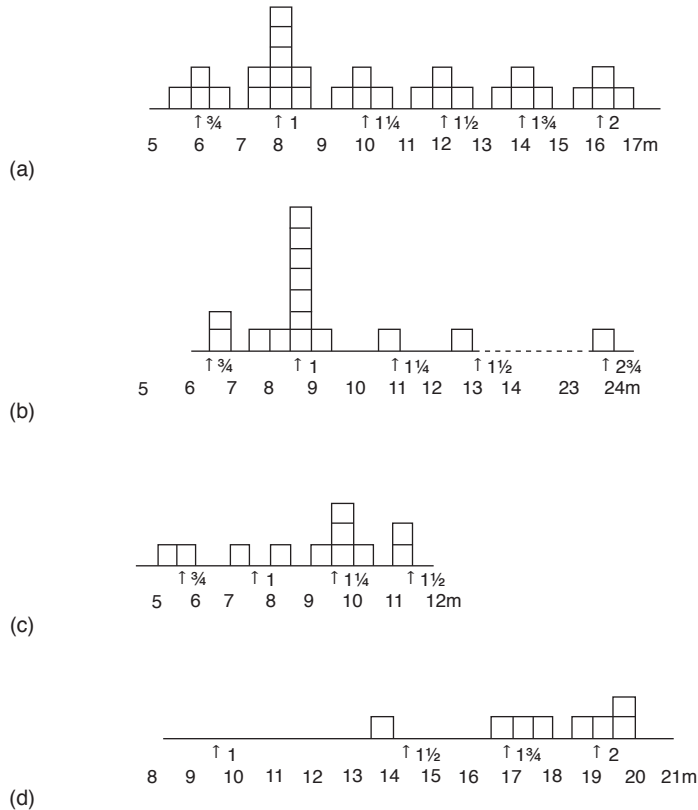 ↑ ¾ ↑ 1 ↑ 1¼ ↑ 1½ ↑ 1¾ ↑ 2
5 6 7 8 9 10 11 12 13 14 15 16 17m
(a)
↑ ¾ ↑ 1 ↑ 1¼ ↑ 1½ ↑ 2¾
5 6 7 8 9 10 11 12 13 14 23 24m
(b)
↑ ¾ ↑ 1 ↑ 1¼ ↑ 1½
5 6 7 8 9 10 11 12m
(c)
↑ 1 ↑ 1½ ↑ 1¾ ↑ 2
8 9 10 11 12 13 14 15 16 17 18 19 20 21m
(d)